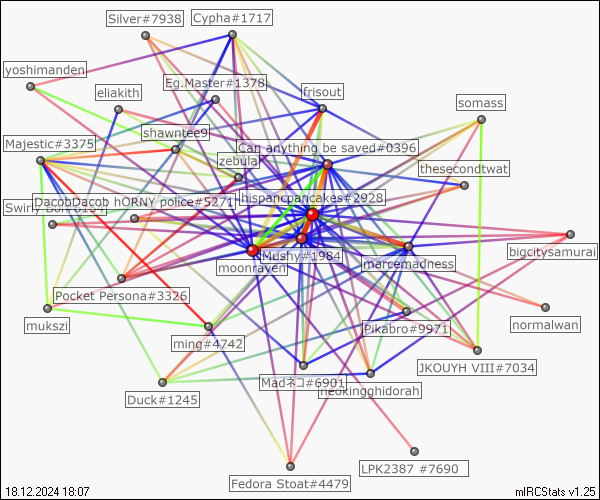 Silver#7938
Cypha#1717
yoshimanden
eliakith
Eg.Master#1378
frisout
somass
Majestic#3375
shawntee9
Can anything be saved#0396
zebula
thesecondtwat
DacobDacob hORNY police#5271
lhispancpancakes#2928
bigcitysamurai
moonraven
Mushy#1984
marcemadness
Pocket Persona#3326
mukszi
ming#4742
Pikabro#9971
normalwan
JKOUYH VIII#7034
Madネコ#6901
neokingghidorah
Duck#1245
Fedora Stoat#4479
LPK2387 #7690
18.12.2024 18:07
mIRCStats v1.25